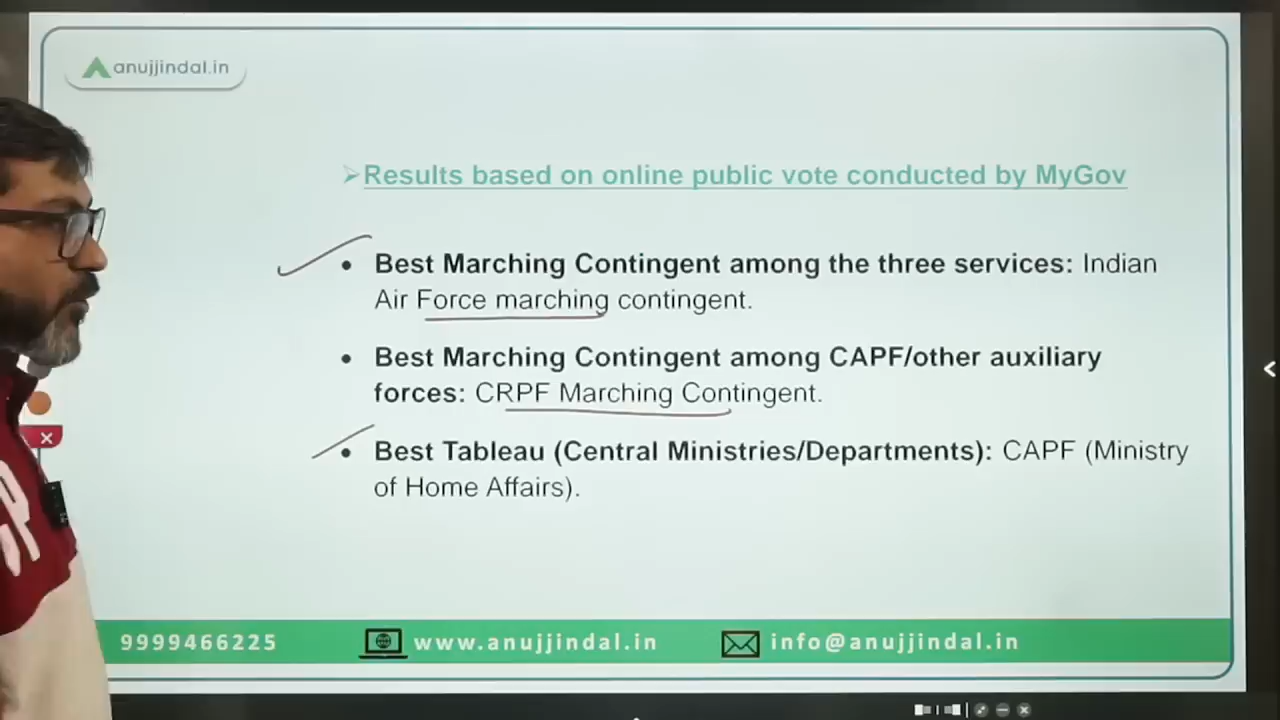 anujjindal.in
Results based on online public vote conducted by MyGov
Best Marching Contingent among the three services: Indian
Air Force marching contingent.
Best Marching Contingent among CAPF/other auxiliary
forces: CRPF Marching Contingent.
Best Tableau (Central Ministries/Departments): CAPF (Ministry
of Home Affairs).
9999466225 www.anujjindal.in info@anujjindal.in